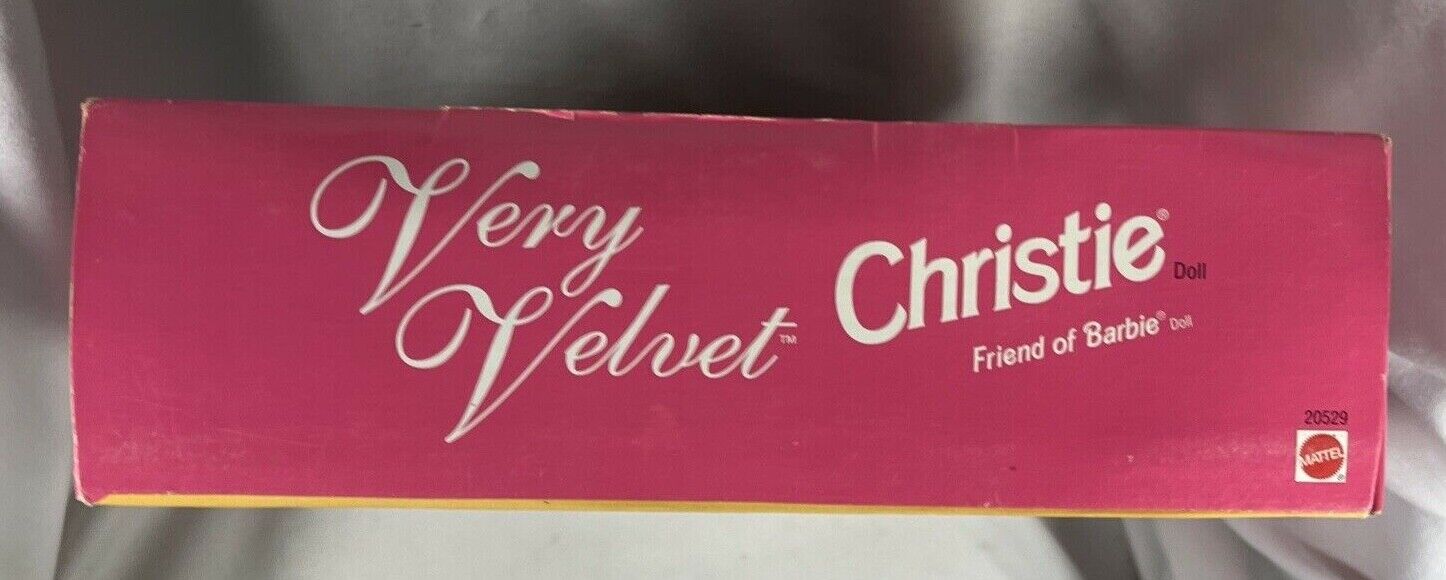 Very
Velvet™
Christie® Doll
Friend of Barbie® Doll
20529
MATTEL
®